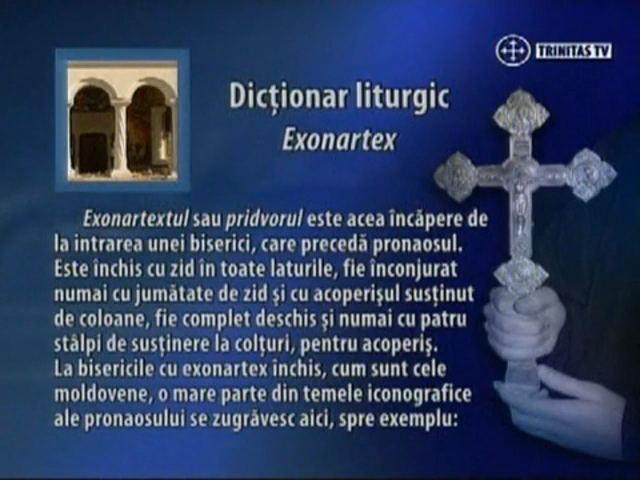 TRINITAS TV
Dicționar liturgic
Exonartex
Exonartextul sau pridvorul este acea încăpere de
la intrarea unei biserici, care precedă pronaosul.
Este închis cu zid în toate laturile, fie înconjurat
numai cu jumătate de zid și cu acoperișul susținut
de coloane, fie complet deschis și numai cu patru
stâlpi de susținere la colțuri, pentru acoperiș.
La bisericile cu exonartex închis, cum sunt cele
moldovene, o mare parte din temele iconografice
ale pronaosului se zugrăvesc aici, spre exemplu: